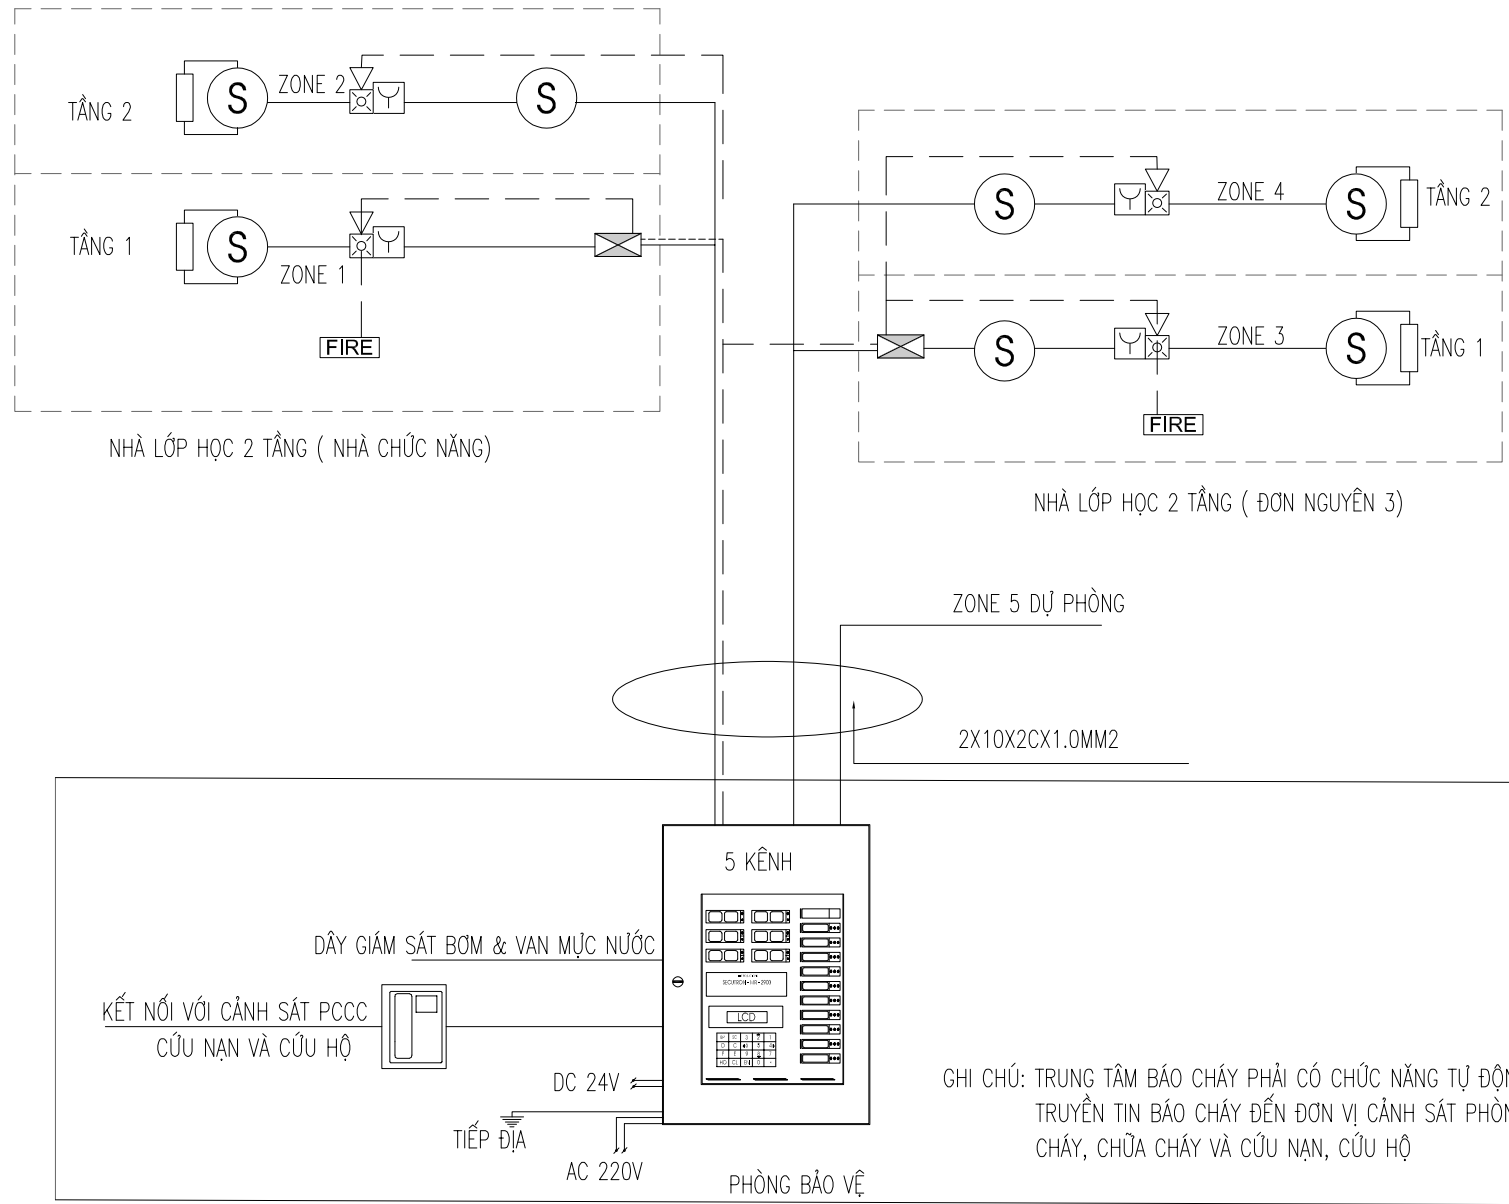 TẦNG 2
S
ZONE 2
S
TẦNG 1
S
ZONE 1
FIRE
NHÀ LỚP HỌC 2 TẦNG ( NHÀ CHỨC NĂNG)
S
ZONE 4
S
TẦNG 2
S
ZONE 3
S
TẦNG 1
FIRE
NHÀ LỚP HỌC 2 TẦNG ( ĐƠN NGUYÊN 3)
ZONE 5 DỰ PHÒNG
2X10X2CX1.0MM2
5 KÊNH
SECUTRON-MR-2900
LCD
DÂY GIÁM SÁT BƠM & VAN MỰC NƯỚC
KẾT NỐI VỚI CẢNH SÁT PCCC
CỨU NẠN VÀ CỨU HỘ
DC 24V
TIẾP ĐỊA
AC 220V
PHÒNG BẢO VỆ
GHI CHÚ: TRUNG TÂM BÁO CHÁY PHẢI CÓ CHỨC NĂNG TỰ ĐỘN
TRUYỀN TIN BÁO CHÁY ĐẾN ĐƠN VỊ CẢNH SÁT PHÒN
CHÁY, CHỮA CHÁY VÀ CỨU NẠN, CỨU HỘ